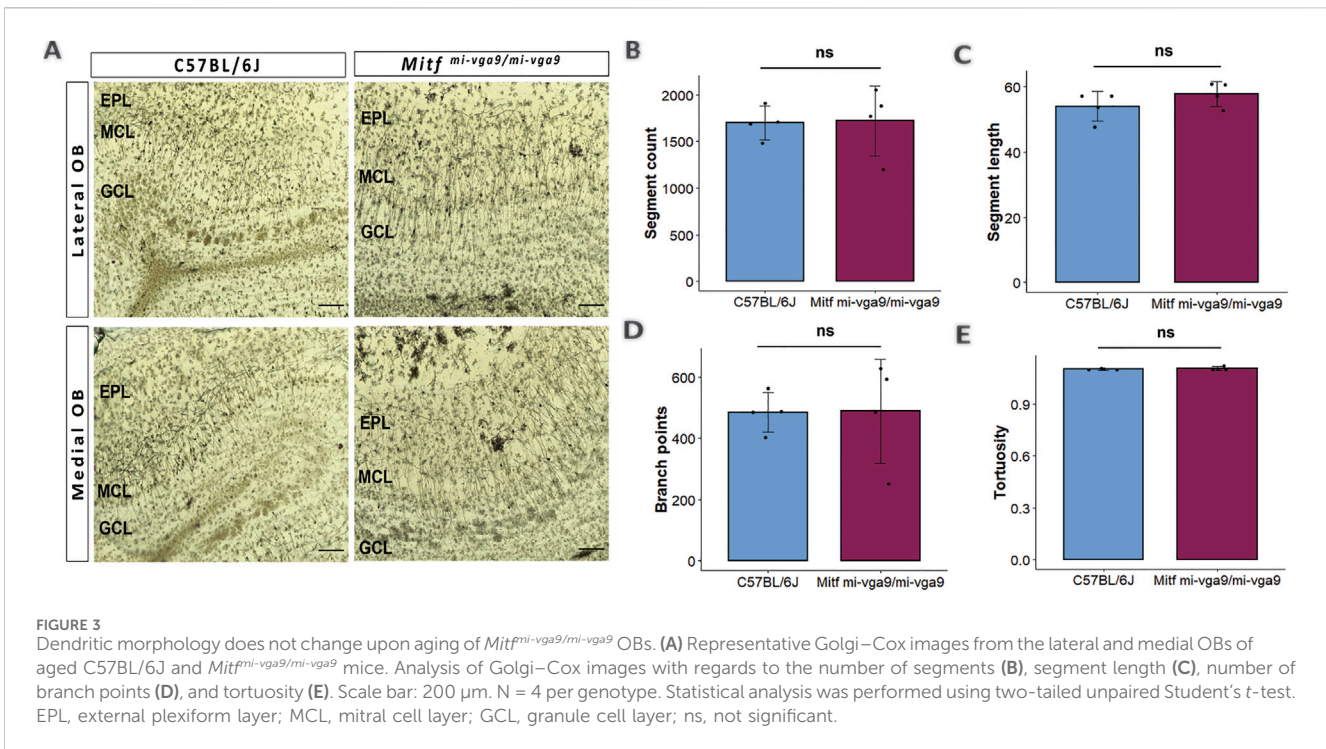 A
C57BL/6J
Mitf mi-vga9/mi-vga9
Lateral OB
EPL
MCL
GCL
EPL
MCL
GCL
Medial OB
EPL
MCL
GCL
EPL
MCL
GCL
B
ns
Segment count
2000
1500
1000
500
0
C57BL/6J
Mitf mi-vga9/mi-vga9
C
ns
Segment length
60
40
20
0
C57BL/6J
Mitf mi-vga9/mi-vga9
D
ns
Branch points
600
400
200
0
C57BL/6J
Mitf mi-vga9/mi-vga9
E
ns
Tortuosity
0.9
0.6
0.3
0.0
C57BL/6J
Mitf mi-vga9/mi-vga9
FIGURE 3
Dendritic morphology does not change upon aging of Mitfmi-vga9/mi-vga9 OBs. (A) Representative Golgi–Cox images from the lateral and medial OBs of
aged C57BL/6J and Mitfmi-vga9/mi-vga9 mice. Analysis of Golgi–Cox images with regards to the number of segments (B), segment length (C), number of
branch points (D), and tortuosity (E). Scale bar: 200 μm. N = 4 per genotype. Statistical analysis was performed using two-tailed unpaired Student's t-test.
EPL, external plexiform layer; MCL, mitral cell layer; GCL, granule cell layer; ns, not significant.